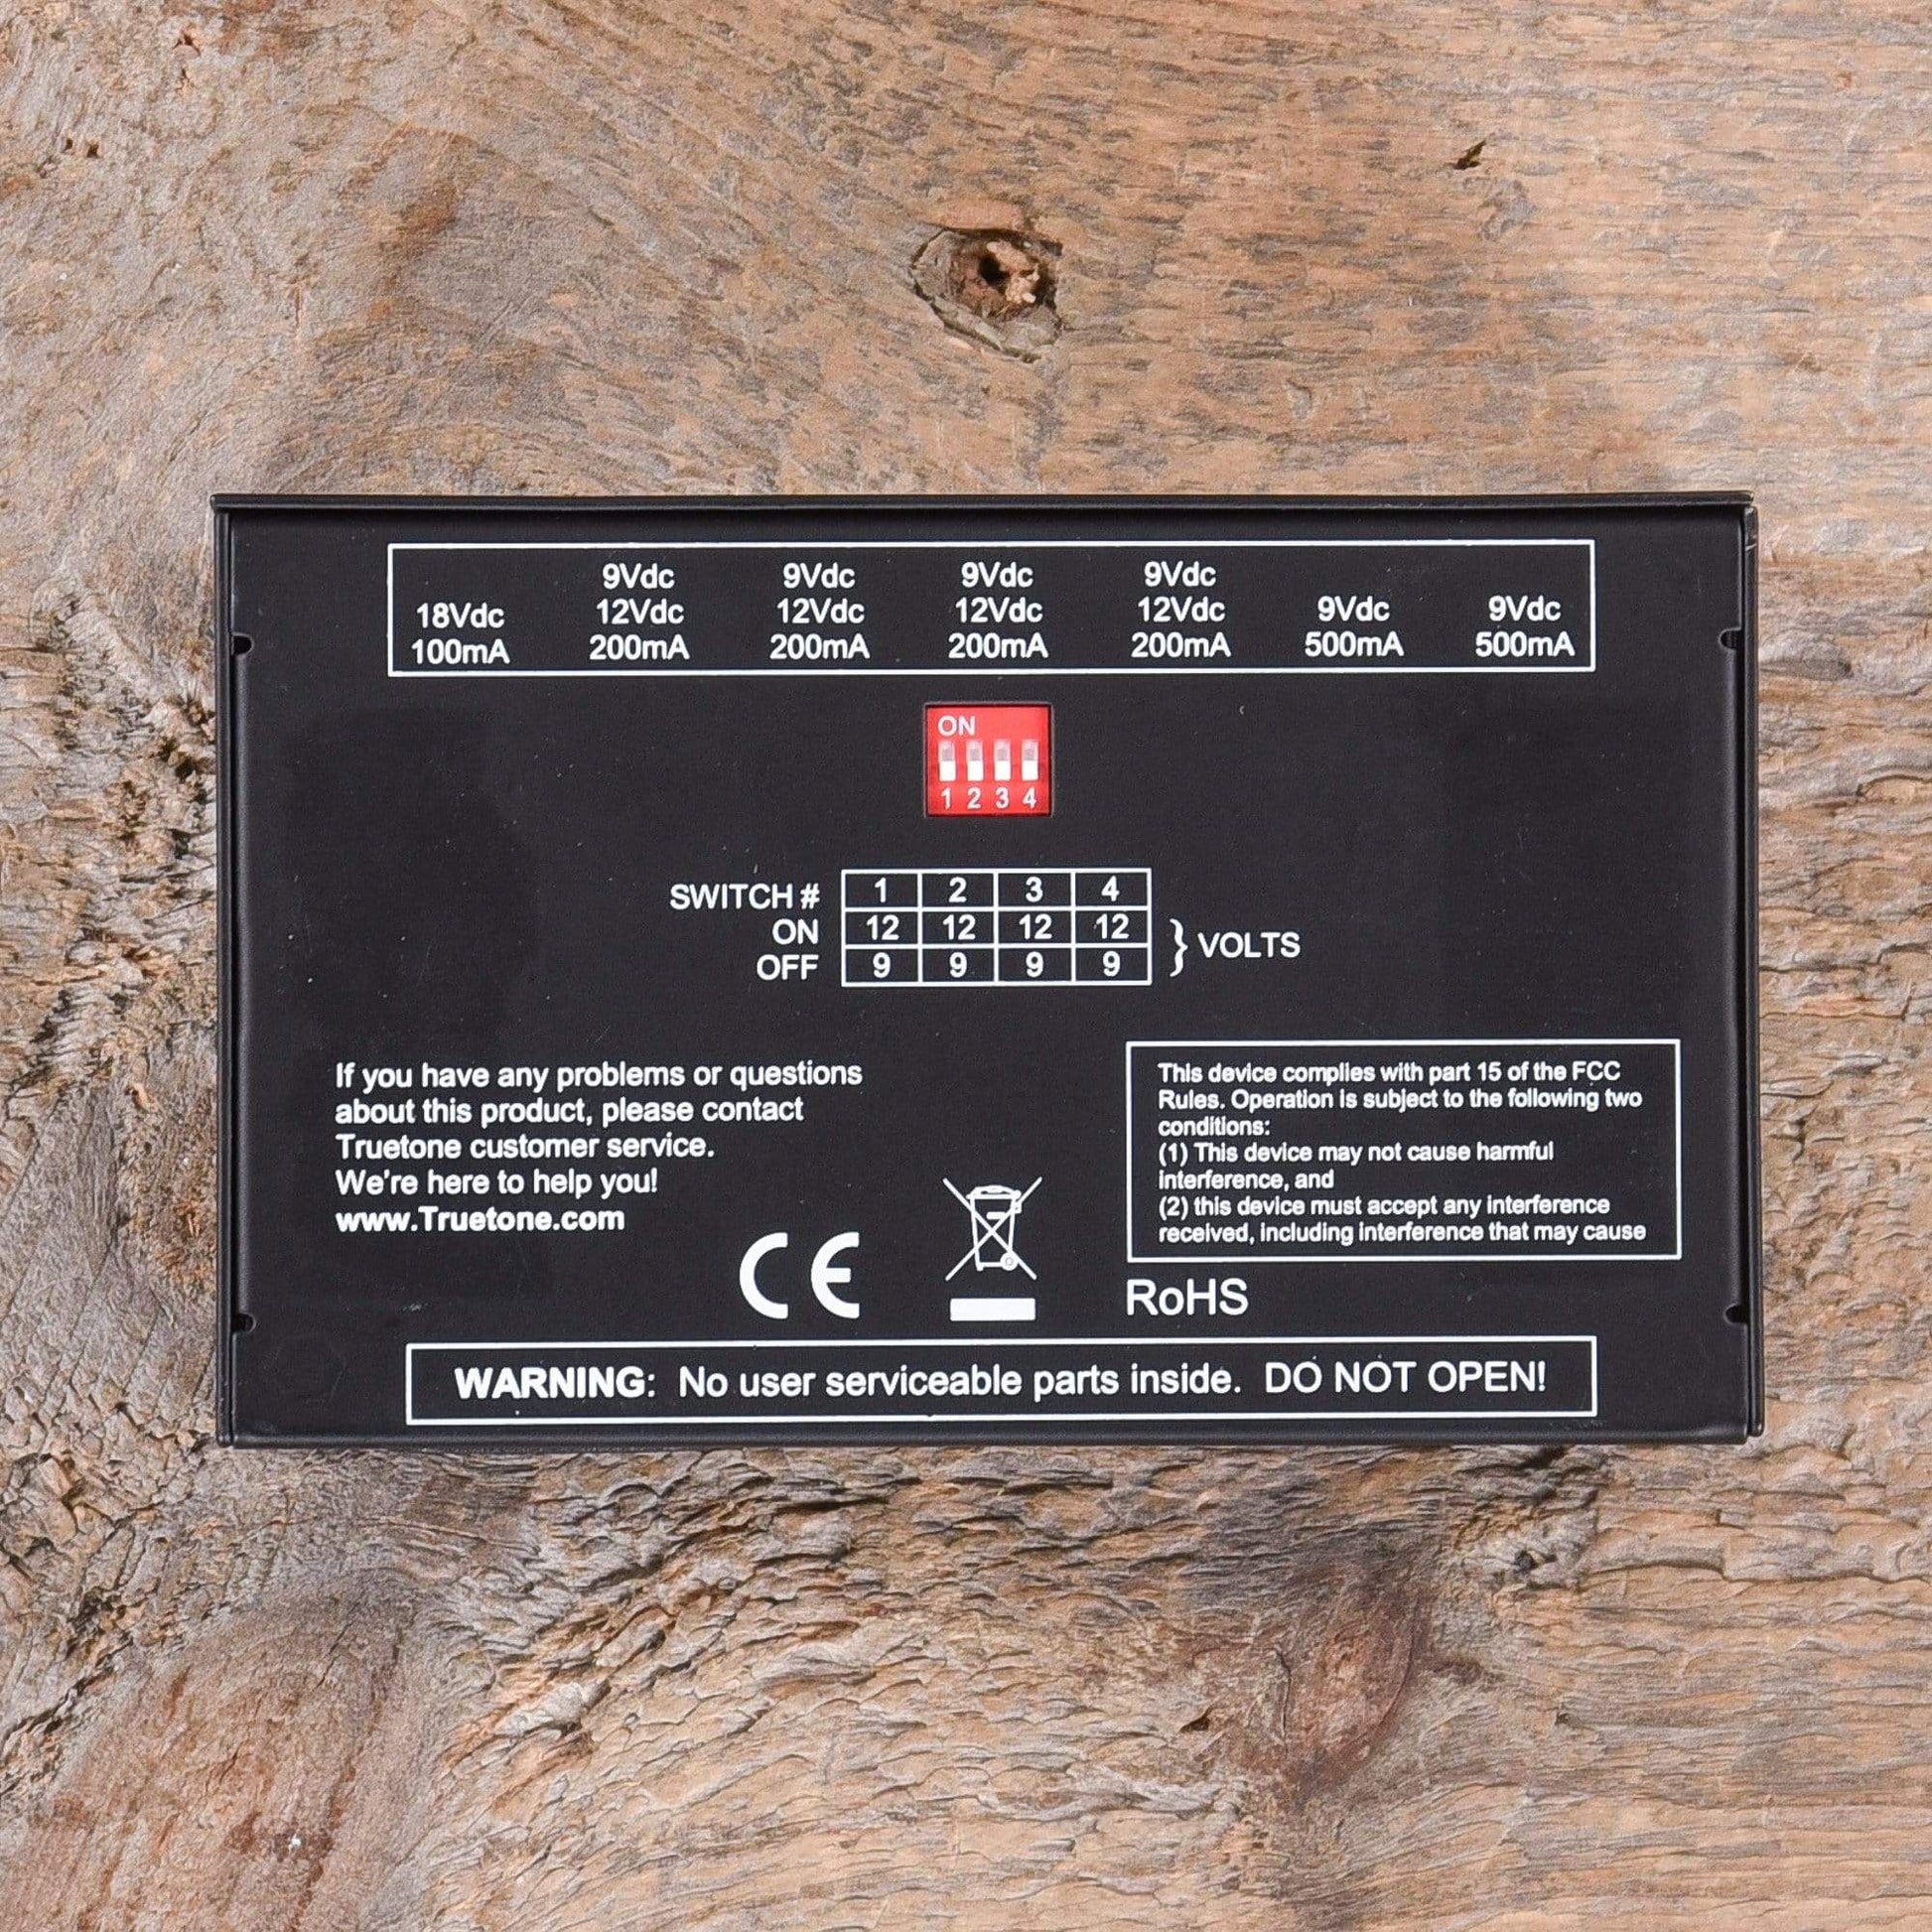 9Vdc 9Vdc 9Vdc 9Vdc
18Vdc 12Vdc 12Vdc 12Vdc 12Vdc 9Vdc 9Vdc
100mA 200mA 200mA 200mA 200mA 500mA 500mA
ON
1 2 3 4
SWITCH # 1 2 3 4
ON 12 12 12 12
OFF 9 9 9 9
} VOLTS
If you have any problems or questions
about this product, please contact
Truetone customer service.
We're here to help you!
www.Truetone.com
This device complies with part 15 of the FCC
Rules. Operation is subject to the following two
conditions:
(1) This device may not cause harmful
interference, and
(2) this device must accept any interference
received, including interference that may cause
CE
RoHS
WARNING: No user serviceable parts inside. DO NOT OPEN!